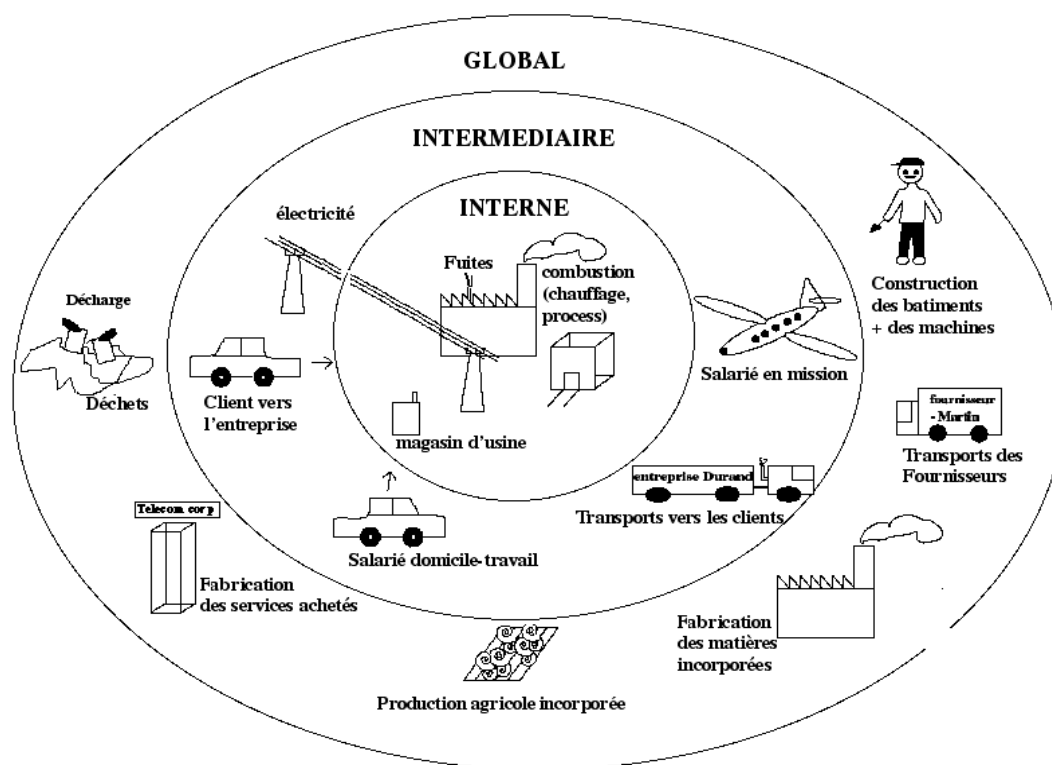 GLOBAL
INTERMEDIAIRE
INTERNE
électricité
Fuites
combustion
(chauffage,
process)
magasin d'usine
Client vers
l'entreprise
Salarié domicile-travail
Salarié en mission
entreprise Durand
Transports vers les clients
Décharge
Déchets
Construction
des batiments
+ des machines
fournisseur
- Martin
Transports des
Fournisseurs
Telecom corp
Fabrication
des services achetés
Production agricole incorporée
Fabrication
des matières
incorporées